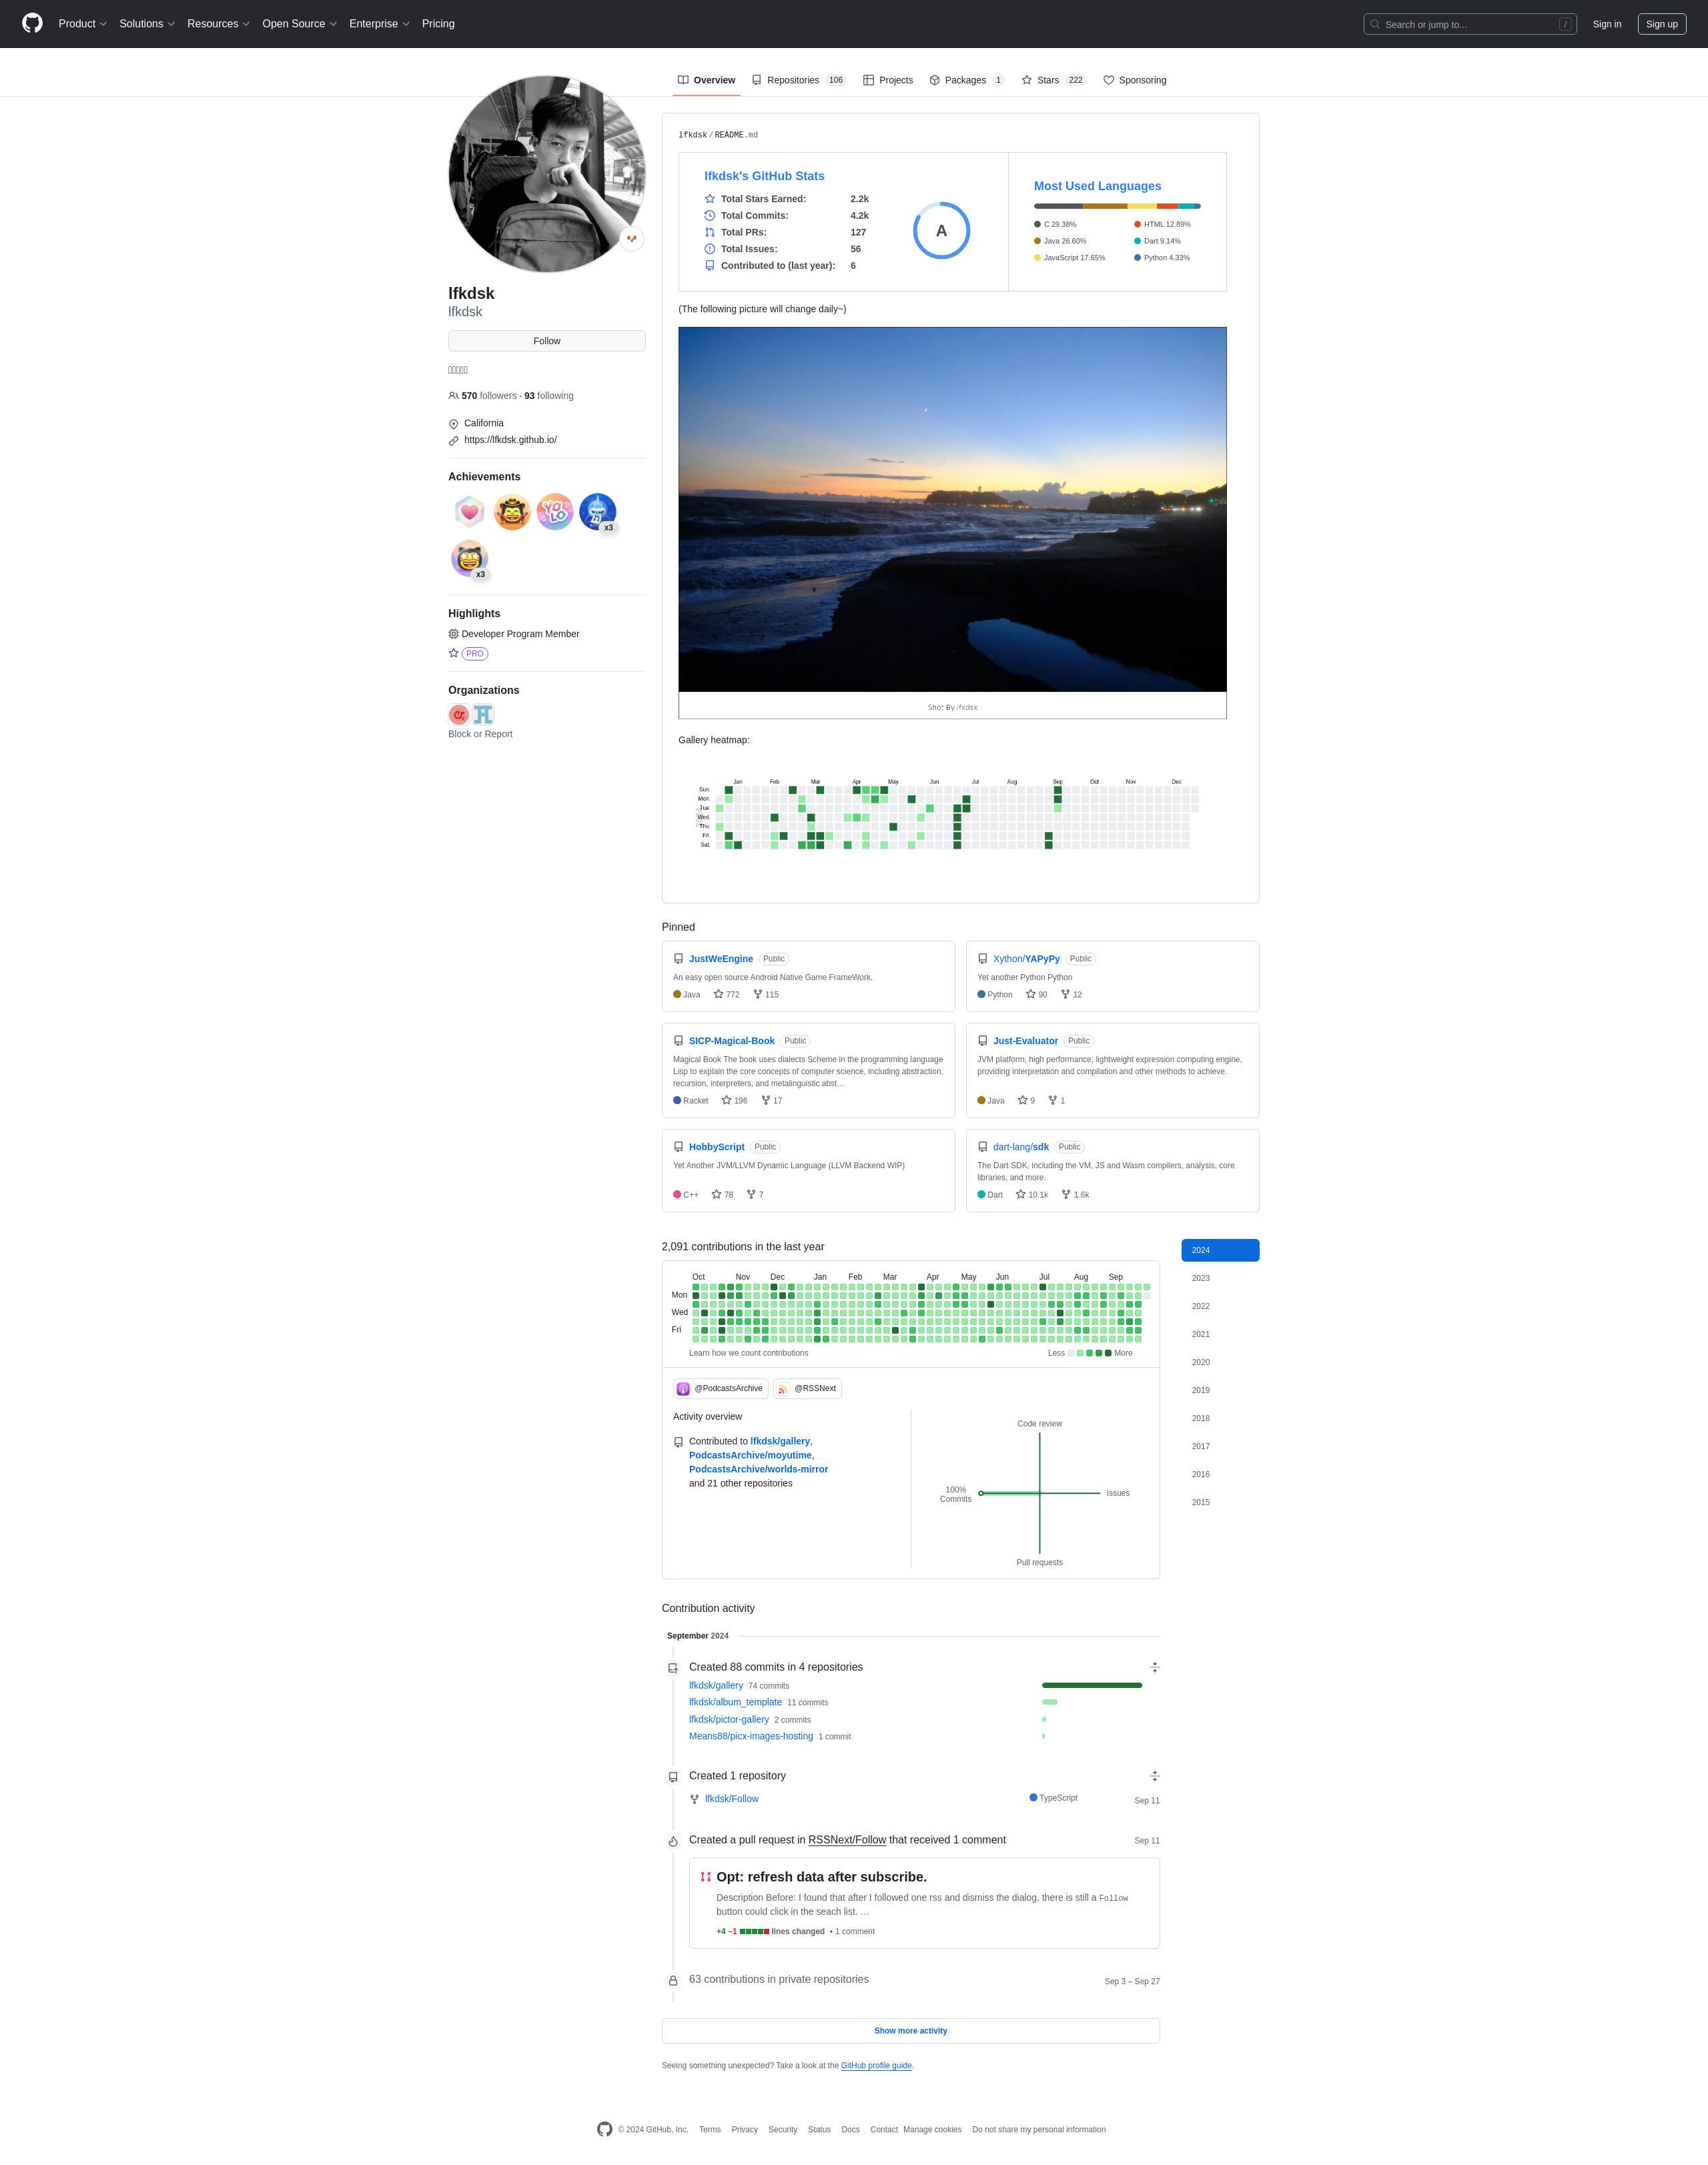 Product
Solutions
Resources
Open Source
Enterprise
Pricing
Search or jump to...
/
Sign in
Sign up
Overview
Repositories 106
Projects
Packages 1
Stars 222
Sponsoring
lfkdsk
lfkdsk
Follow
570 followers · 93 following
California
https://lfkdsk.github.io/
Achievements
YOLO
x3
x3
Highlights
Developer Program Member
PRO
Organizations
Block or Report
lfkdsk/README.md
lfkdsk's GitHub Stats
Total Stars Earned: 2.2k
Total Commits: 4.2k
Total PRs: 127
Total Issues: 56
Contributed to (last year): 6
A
Most Used Languages
C 29.38%
Java 26.60%
JavaScript 17.65%
HTML 12.89%
Dart 9.14%
Python 4.33%
(The following picture will change daily~)
Shot By lfkdsk
Gallery heatmap:
Jan Feb Mar Apr May Jun Jul Aug Sep Oct Nov Dec
Sun.
Mon.
Tue.
Wed.
Thu.
Fri.
Sat.
Pinned
JustWeEngine Public
An easy open source Android Native Game FrameWork.
Java 772 115
Xython/YAPyPy Public
Yet another Python Python
Python 90 12
SICP-Magical-Book Public
Magical Book The book uses dialects Scheme in the programming language
Lisp to explain the core concepts of computer science, including abstraction,
recursion, interpreters, and metalinguistic abst…
Racket 196 17
Just-Evaluator Public
JVM platform, high performance, lightweight expression computing engine,
providing interpretation and compilation and other methods to achieve.
Java 9 1
HobbyScript Public
Yet Another JVM/LLVM Dynamic Language (LLVM Backend WIP)
C++ 78 7
dart-lang/sdk Public
The Dart SDK, including the VM, JS and Wasm compilers, analysis, core
libraries, and more.
Dart 10.1k 1.6k
2,091 contributions in the last year
Oct Nov Dec Jan Feb Mar Apr May Jun Jul Aug Sep
Mon
Wed
Fri
Learn how we count contributions
Less More
@PodcastsArchive
@RSSNext
Activity overview
Contributed to lfkdsk/gallery,
PodcastsArchive/moyutime,
PodcastsArchive/worlds-mirror
and 21 other repositories
Code review
100%
Commits
Issues
Pull requests
2024
2023
2022
2021
2020
2019
2018
2017
2016
2015
Contribution activity
September 2024
Created 88 commits in 4 repositories
lfkdsk/gallery 74 commits
lfkdsk/album_template 11 commits
lfkdsk/pictor-gallery 2 commits
Means88/picx-images-hosting 1 commit
Created 1 repository
lfkdsk/Follow TypeScript Sep 11
Created a pull request in RSSNext/Follow that received 1 comment Sep 11
Opt: refresh data after subscribe.
Description Before: I found that after I followed one rss and dismiss the dialog, there is still a Follow
button could click in the seach list. …
+4 −1 lines changed • 1 comment
63 contributions in private repositories Sep 3 – Sep 27
Show more activity
Seeing something unexpected? Take a look at the GitHub profile guide.
© 2024 GitHub, Inc. Terms Privacy Security Status Docs Contact Manage cookies Do not share my personal information